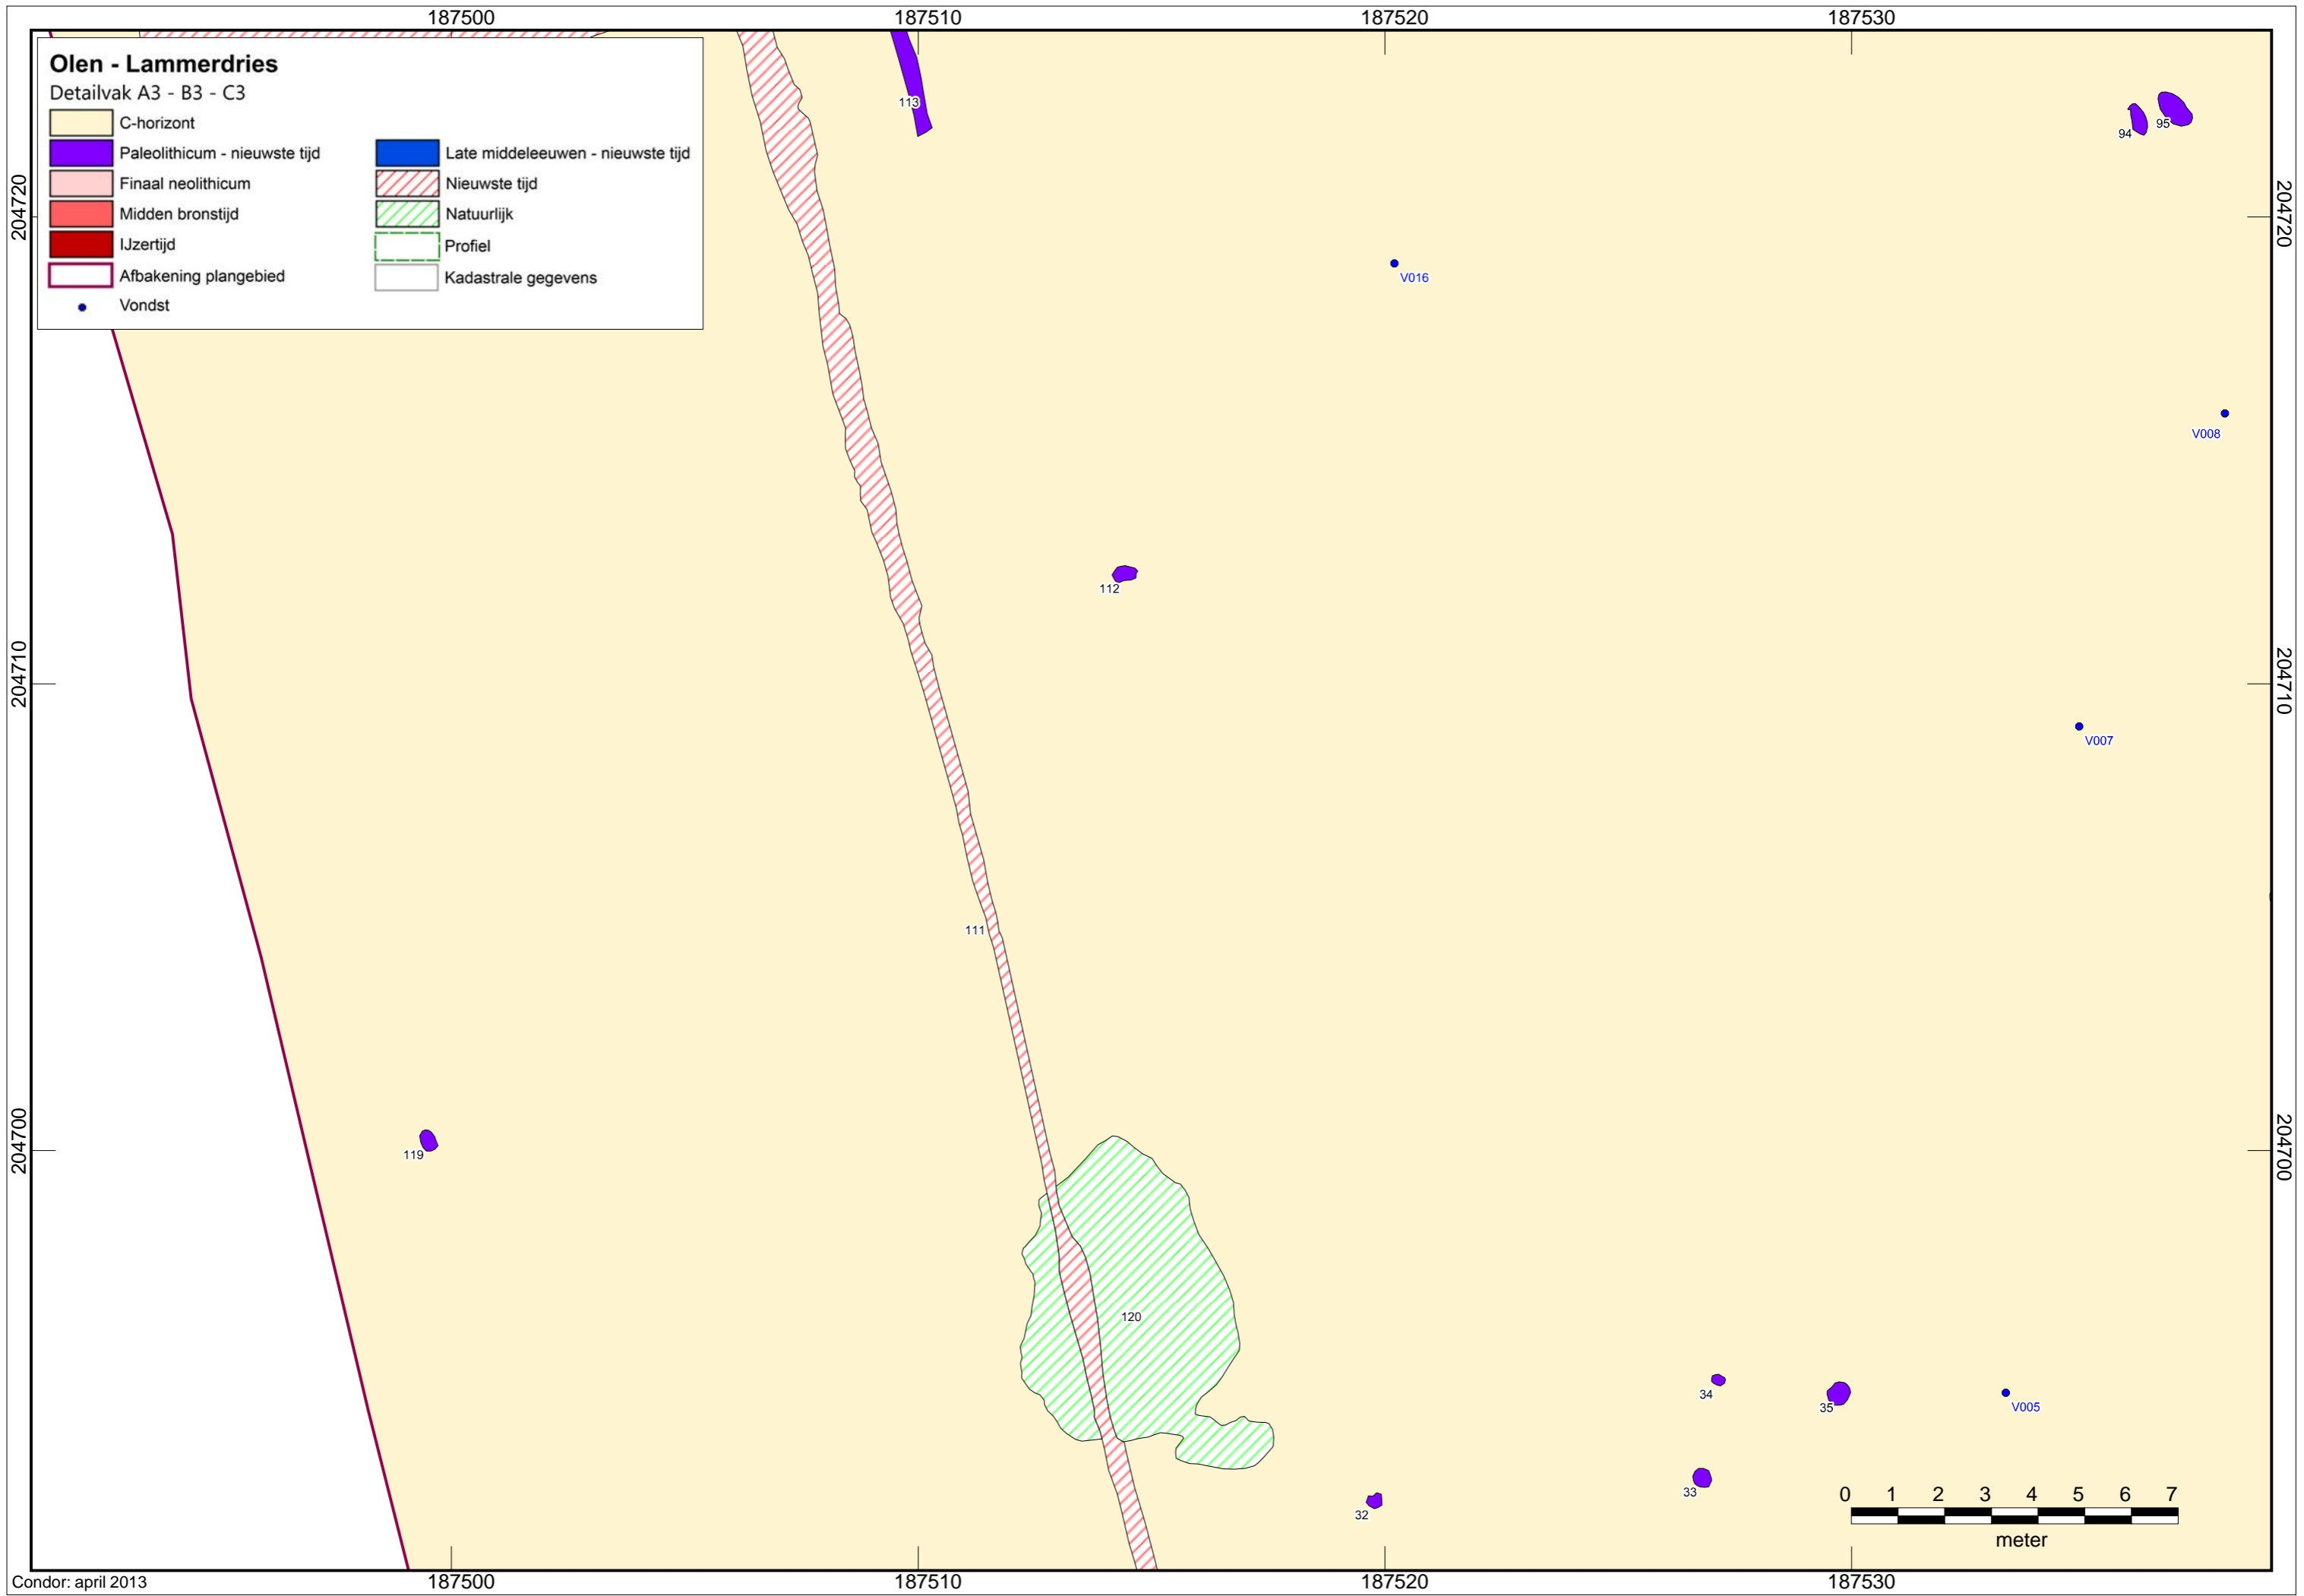 187500 187510 187520 187530
Olen - Lammerdries
Detailvak A3 - B3 - C3
C-horizont
Paleolithicum - nieuwste tijd
Finaal neolithicum
Midden bronstijd
IJzertijd
Afbakening plangebied
Vondst
Late middeleeuwen - nieuwste tijd
Nieuwste tijd
Natuurlijk
Profiel
Kadastrale gegevens
113
94
95
204720
204720
V016
V008
112
204710
204710
V007
111
204700
204700
119
120
34
35
V005
33
32
0 1 2 3 4 5 6 7
meter
Condor: april 2013
187500 187510 187520 187530